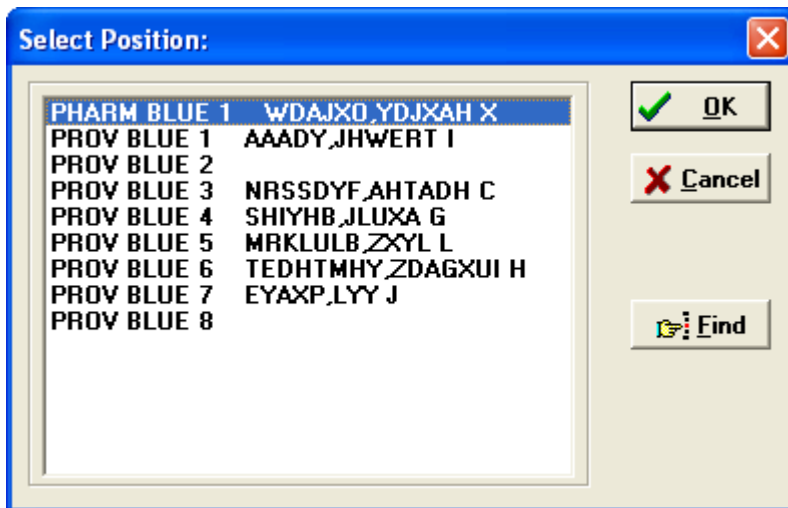 Select Position:
PHARM BLUE 1 WDAJXO,YDJXAH X
PROV BLUE 1 AAADY,JHWERT I
PROV BLUE 2
PROV BLUE 3 NRSSDYF,AHTADH C
PROV BLUE 4 SHIYHB,JLUXA G
PROV BLUE 5 MRKLULB,ZXYL L
PROV BLUE 6 TEDHTMHY,ZDAGXUI H
PROV BLUE 7 EYAXP,LYY J
PROV BLUE 8
OK
Cancel
Find